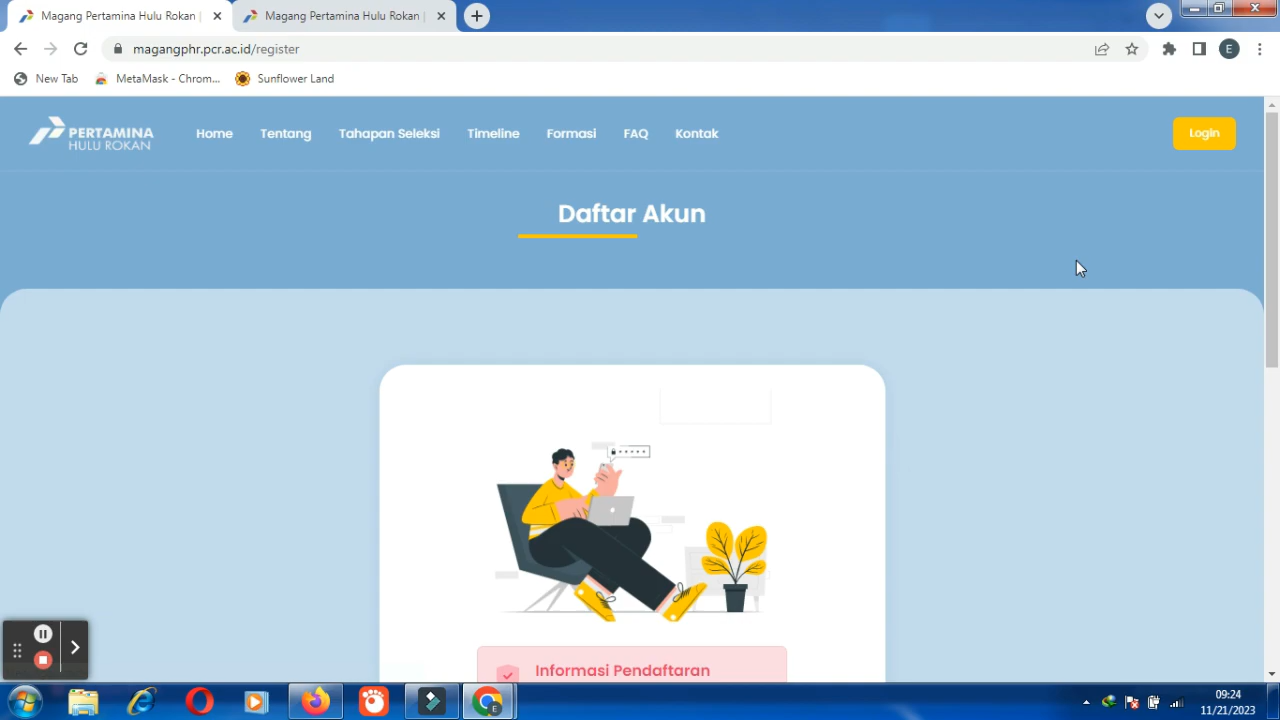 Magang Pertamina Hulu Rokan |
Magang Pertamina Hulu Rokan |
magangphr.pcr.ac.id/register
E
New Tab
MetaMask - Chrom...
Sunflower Land
PERTAMINA
HULU ROKAN
Home
Tentang
Tahapan Seleksi
Timeline
Formasi
FAQ
Kontak
Login
Daftar Akun
Informasi Pendaftaran
09:24
11/21/2023